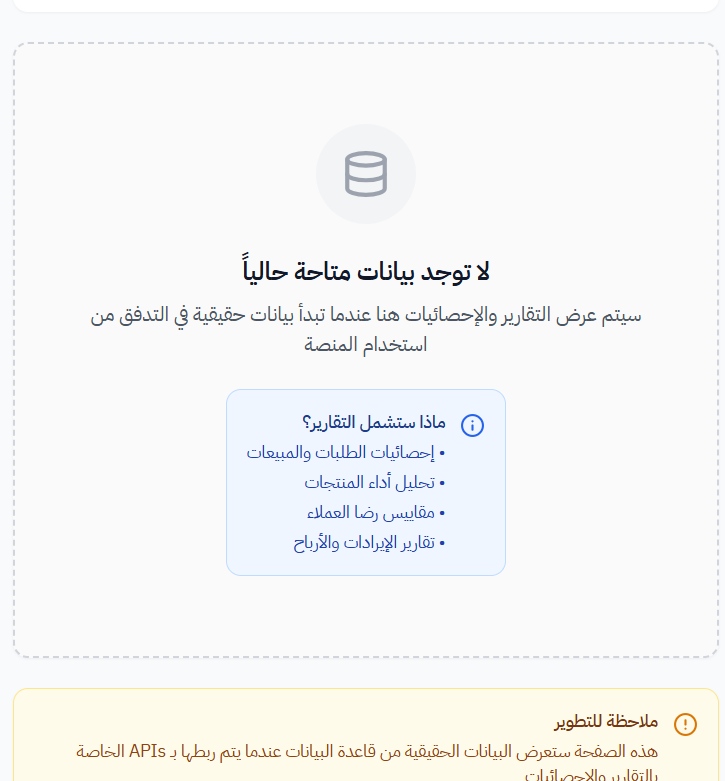 لا توجد بيانات متاحة حالياً
سيتم عرض التقارير والإحصائيات هنا عندما تبدأ بيانات حقيقية في التدفق من
استخدام المنصة
ماذا ستشمل التقارير؟
• إحصائيات الطلبات والمبيعات
• تحليل أداء المنتجات
• مقاييس رضا العملاء
• تقارير الإيرادات والأرباح
ملاحظة للتطوير
هذه الصفحة ستعرض البيانات الحقيقية من قاعدة البيانات عندما يتم ربطها بـ APIs الخاصة
بالتقارير والإحصائيات